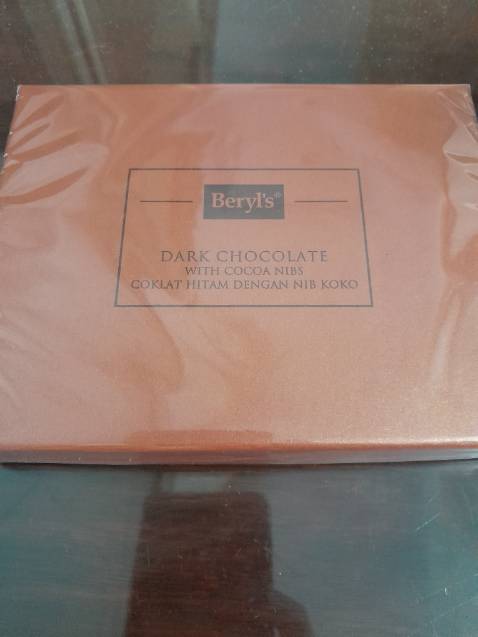 Beryl's®
DARK CHOCOLATE
WITH COCOA NIBS
COKLAT HITAM DENGAN NIB KOKO